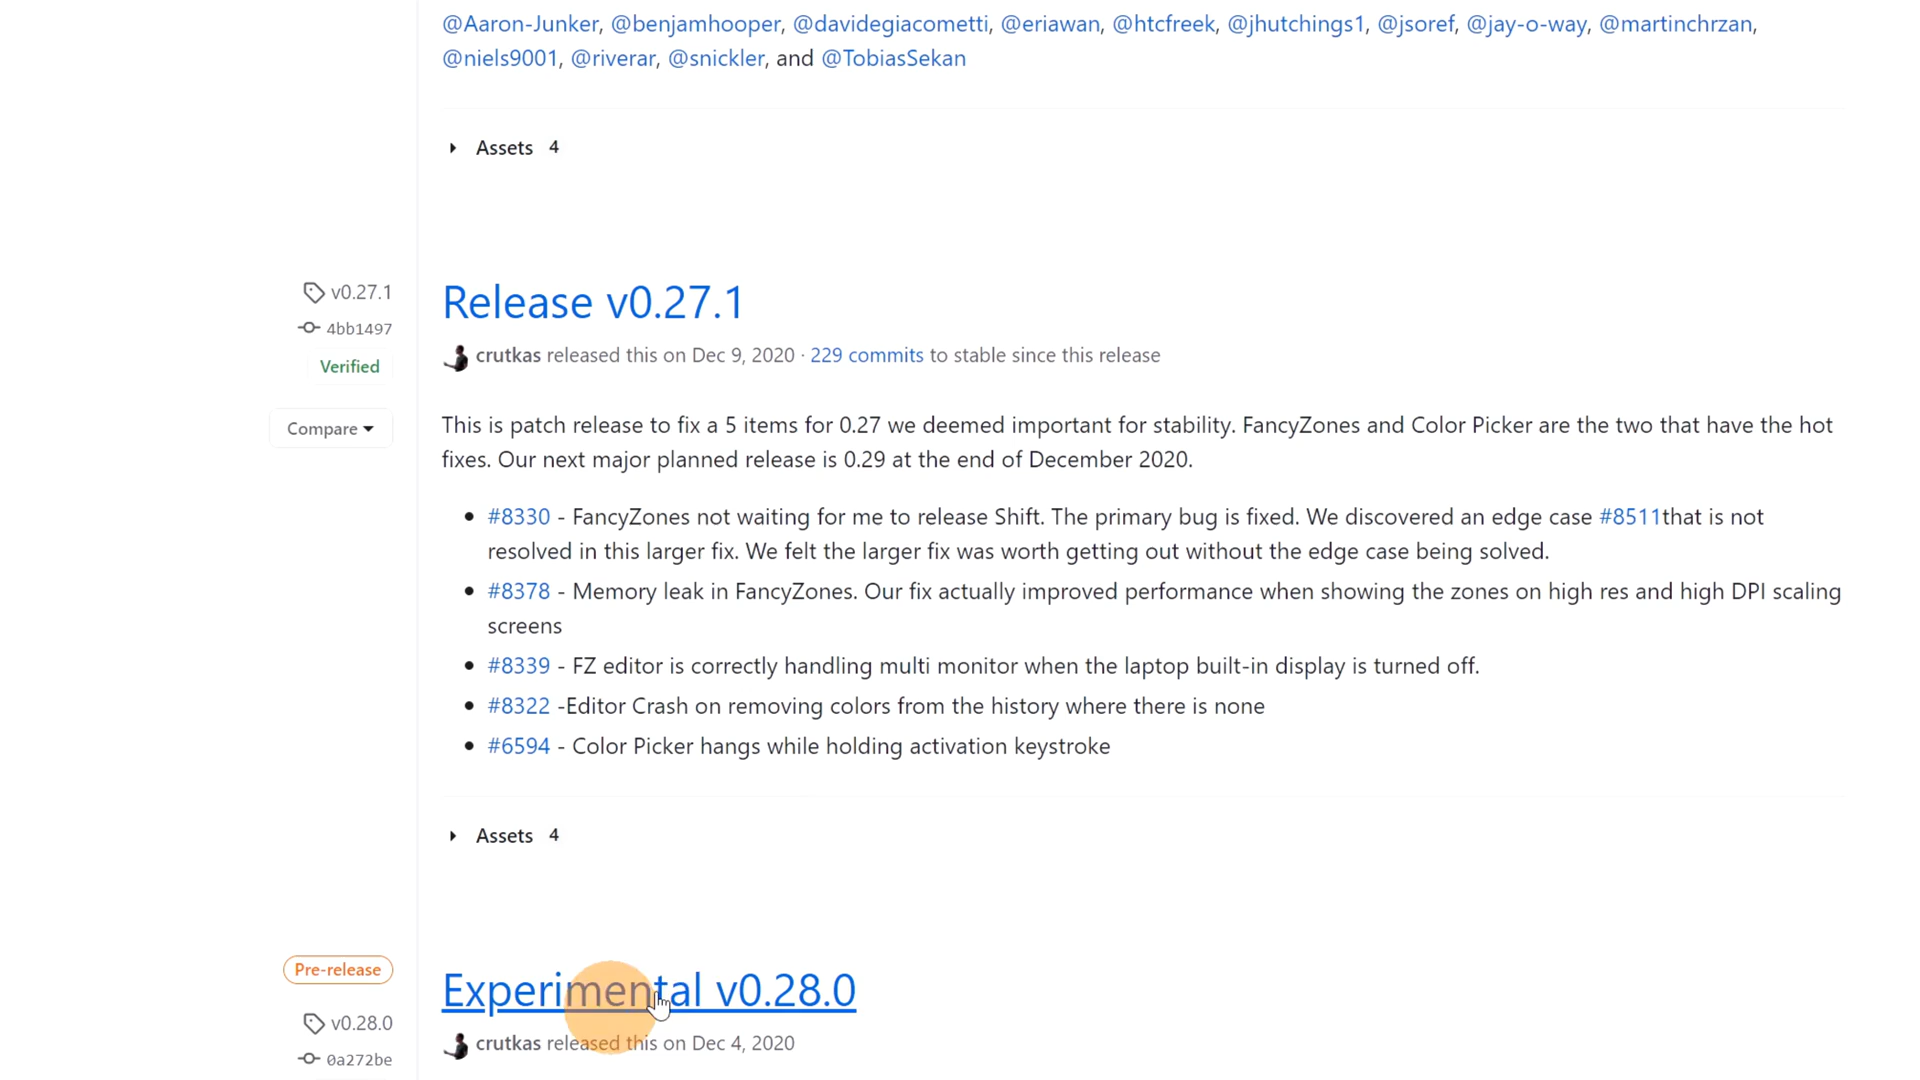 @Aaron-Junker, @benjamhooper, @davidegiacometti, @eriawan, @htcfreek, @jhutchings1, @jsoref, @jay-o-way, @martinchrzan,
@niels9001, @riverar, @snickler, and @TobiasSekan
Assets 4
v0.27.1
4bb1497
Verified
Compare
Release v0.27.1
crutkas released this on Dec 9, 2020 · 229 commits to stable since this release
This is patch release to fix a 5 items for 0.27 we deemed important for stability. FancyZones and Color Picker are the two that have the hot
fixes. Our next major planned release is 0.29 at the end of December 2020.
• #8330 - FancyZones not waiting for me to release Shift. The primary bug is fixed. We discovered an edge case #8511that is not
resolved in this larger fix. We felt the larger fix was worth getting out without the edge case being solved.
• #8378 - Memory leak in FancyZones. Our fix actually improved performance when showing the zones on high res and high DPI scaling
screens
• #8339 - FZ editor is correctly handling multi monitor when the laptop built-in display is turned off.
• #8322 -Editor Crash on removing colors from the history where there is none
• #6594 - Color Picker hangs while holding activation keystroke
Assets 4
Pre-release
v0.28.0
0a272be
Experimental v0.28.0
crutkas released this on Dec 4, 2020